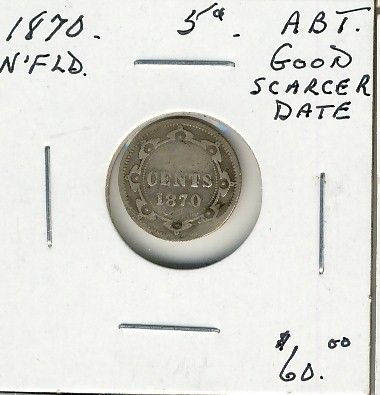 1870. 5¢. ABT.
N'FLD. GOOD
SCARCER
DATE
CENTS
1870
$60.00